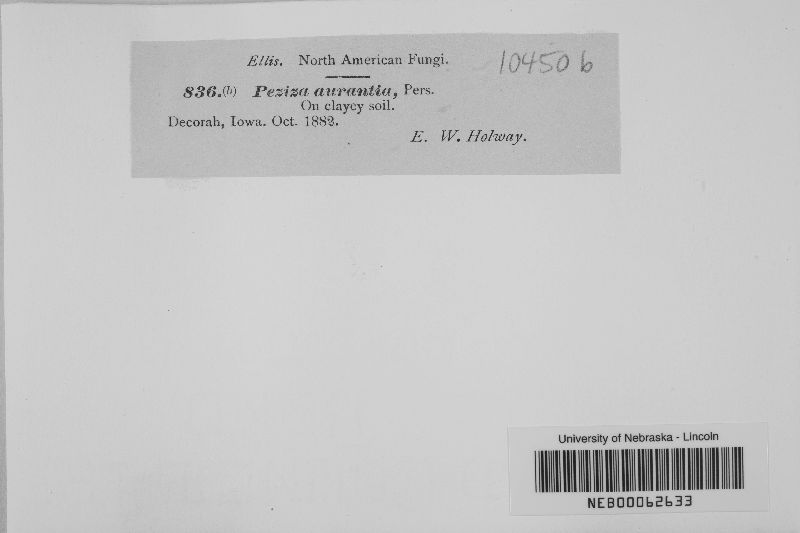 Ellis. North American Fungi.
104506
836.(b) Peziza aurantia, Pers.
On clayey soil.
Decorah, Iowa. Oct. 1882.
E. W. Holway.
University of Nebraska - Lincoln
NEB00062633